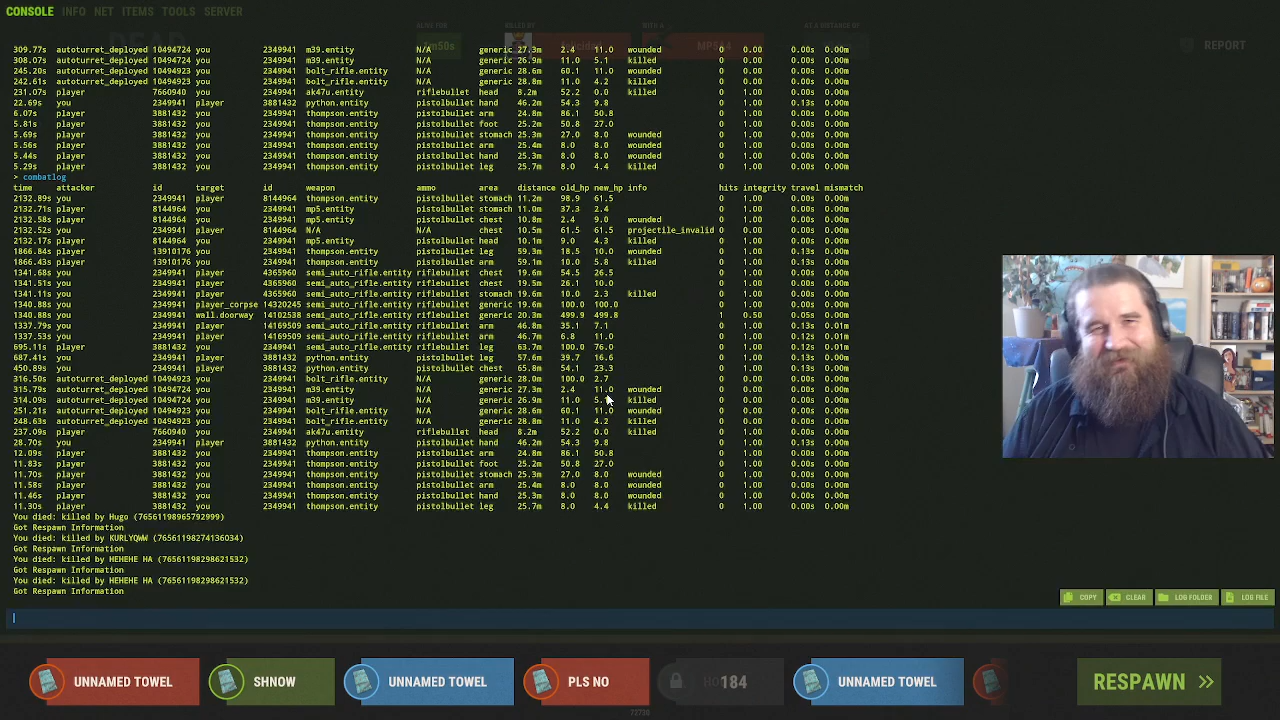 CONSOLE INFO NET ITEMS TOOLS SERVER
309.77s autoturret_deployed 10494724 you 2349941 m39.entity N/A generic 27.3m 2.4 11.0 wounded 0 0.00 0.00s 0.00m
308.07s autoturret_deployed 10494724 you 2349941 m39.entity N/A generic 26.9m 11.0 5.1 killed 0 0.00 0.00s 0.00m
245.20s autoturret_deployed 10494923 you 2349941 bolt_rifle.entity N/A generic 28.6m 60.1 11.0 wounded 0 0.00 0.00s 0.00m
242.61s autoturret_deployed 10494923 you 2349941 bolt_rifle.entity N/A generic 28.8m 11.0 4.2 killed 0 0.00 0.00s 0.00m
231.07s player 7660940 you 2349941 ak47u.entity riflebullet head 8.2m 52.2 0.0 killed 0 1.00 0.00s 0.00m
22.69s you 2349941 player 3881432 python.entity pistolbullet hand 46.2m 54.3 9.8 0 1.00 0.13s 0.00m
6.07s player 3881432 you 2349941 thompson.entity pistolbullet arm 24.8m 86.1 50.8 0 1.00 0.00s 0.00m
5.81s player 3881432 you 2349941 thompson.entity pistolbullet foot 25.2m 50.8 27.0 0 1.00 0.00s 0.00m
5.69s player 3881432 you 2349941 thompson.entity pistolbullet stomach 25.3m 27.0 8.0 wounded 0 1.00 0.00s 0.00m
5.56s player 3881432 you 2349941 thompson.entity pistolbullet arm 25.4m 8.0 8.0 wounded 0 1.00 0.00s 0.00m
5.44s player 3881432 you 2349941 thompson.entity pistolbullet hand 25.3m 8.0 8.0 wounded 0 1.00 0.00s 0.00m
5.29s player 3881432 you 2349941 thompson.entity pistolbullet leg 25.7m 8.0 4.4 killed 0 1.00 0.00s 0.00m
> combatlog
time attacker id target id weapon ammo area distance old_hp new_hp info hits integrity travel mismatch
2132.89s you 2349941 player 8144964 thompson.entity pistolbullet stomach 11.2m 98.9 61.5 0 1.00 0.00s 0.00m
2132.71s player 8144964 you 2349941 mp5.entity pistolbullet stomach 11.0m 37.3 2.4 0 1.00 0.00s 0.00m
2132.58s player 8144964 you 2349941 mp5.entity pistolbullet chest 10.8m 2.4 9.0 wounded 0 1.00 0.00s 0.00m
2132.52s you 2349941 player 8144964 N/A N/A chest 10.5m 61.5 61.5 projectile_invalid 0 1.00 0.00s 0.00m
2132.17s player 8144964 you 2349941 mp5.entity pistolbullet head 10.1m 9.0 4.3 killed 0 1.00 0.00s 0.00m
1866.84s player 13910176 you 2349941 thompson.entity pistolbullet leg 59.3m 18.5 10.0 wounded 0 1.00 0.13s 0.00m
1866.43s player 13910176 you 2349941 thompson.entity pistolbullet arm 59.1m 10.0 5.8 killed 0 1.00 0.13s 0.00m
1341.68s you 2349941 player 4365960 semi_auto_rifle.entity riflebullet chest 19.6m 54.5 26.5 0 1.00 0.00s 0.00m
1341.51s you 2349941 player 4365960 semi_auto_rifle.entity riflebullet chest 19.5m 26.1 10.0 0 1.00 0.00s 0.00m
1341.11s you 2349941 player 4365960 semi_auto_rifle.entity riflebullet stomach 19.6m 10.0 2.3 killed 0 1.00 0.00s 0.00m
1340.88s you 2349941 player_corpse 14320245 semi_auto_rifle.entity riflebullet generic 19.6m 100.0 100.0 0 1.00 0.00s 0.00m
1340.88s you 2349941 wall.doorway 14102538 semi_auto_rifle.entity riflebullet generic 20.3m 499.9 499.8 1 0.50 0.05s 0.00m
1337.79s you 2349941 player 14169509 semi_auto_rifle.entity riflebullet arm 46.8m 35.1 7.1 0 1.00 0.13s 0.01m
1337.53s you 2349941 player 14169509 semi_auto_rifle.entity riflebullet arm 46.7m 6.8 11.0 0 1.00 0.12s 0.01m
695.11s player 3881432 you 2349941 semi_auto_rifle.entity riflebullet leg 63.7m 100.0 76.0 0 1.00 0.12s 0.01m
687.41s you 2349941 player 3881432 python.entity pistolbullet leg 57.6m 39.7 16.6 0 1.00 0.13s 0.00m
450.89s you 2349941 player 3881432 python.entity pistolbullet chest 65.8m 54.1 23.3 0 1.00 0.13s 0.00m
316.50s autoturret_deployed 10494923 you 2349941 bolt_rifle.entity N/A generic 28.0m 100.0 2.7 0 0.00 0.00s 0.00m
315.79s autoturret_deployed 10494724 you 2349941 m39.entity N/A generic 27.3m 2.4 11.0 wounded 0 0.00 0.00s 0.00m
314.09s autoturret_deployed 10494724 you 2349941 m39.entity N/A generic 26.9m 11.0 5.1 killed 0 0.00 0.00s 0.00m
251.21s autoturret_deployed 10494923 you 2349941 bolt_rifle.entity N/A generic 28.6m 60.1 11.0 wounded 0 0.00 0.00s 0.00m
248.63s autoturret_deployed 10494923 you 2349941 bolt_rifle.entity N/A generic 28.8m 11.0 4.2 killed 0 0.00 0.00s 0.00m
237.09s player 7660940 you 2349941 ak47u.entity riflebullet head 8.2m 52.2 0.0 killed 0 1.00 0.00s 0.00m
28.70s you 2349941 player 3881432 python.entity pistolbullet hand 46.2m 54.3 9.8 0 1.00 0.13s 0.00m
12.09s player 3881432 you 2349941 thompson.entity pistolbullet arm 24.8m 86.1 50.8 0 1.00 0.00s 0.00m
11.83s player 3881432 you 2349941 thompson.entity pistolbullet foot 25.2m 50.8 27.0 0 1.00 0.00s 0.00m
11.70s player 3881432 you 2349941 thompson.entity pistolbullet stomach 25.3m 27.0 8.0 wounded 0 1.00 0.00s 0.00m
11.58s player 3881432 you 2349941 thompson.entity pistolbullet arm 25.4m 8.0 8.0 wounded 0 1.00 0.00s 0.00m
11.46s player 3881432 you 2349941 thompson.entity pistolbullet hand 25.3m 8.0 8.0 wounded 0 1.00 0.00s 0.00m
11.30s player 3881432 you 2349941 thompson.entity pistolbullet leg 25.7m 8.0 4.4 killed 0 1.00 0.00s 0.00m
You died: killed by Hugo (76561198965792999)
Got Respawn Information
You died: killed by KURLYQWW (76561198274136034)
Got Respawn Information
You died: killed by HEHEHE HA (76561198298621532)
Got Respawn Information
You died: killed by HEHEHE HA (76561198298621532)
Got Respawn Information
REPORT
COPY CLEAR LOG FOLDER LOG FILE
UNNAMED TOWEL SHNOW UNNAMED TOWEL PLS NO 184 UNNAMED TOWEL RESPAWN